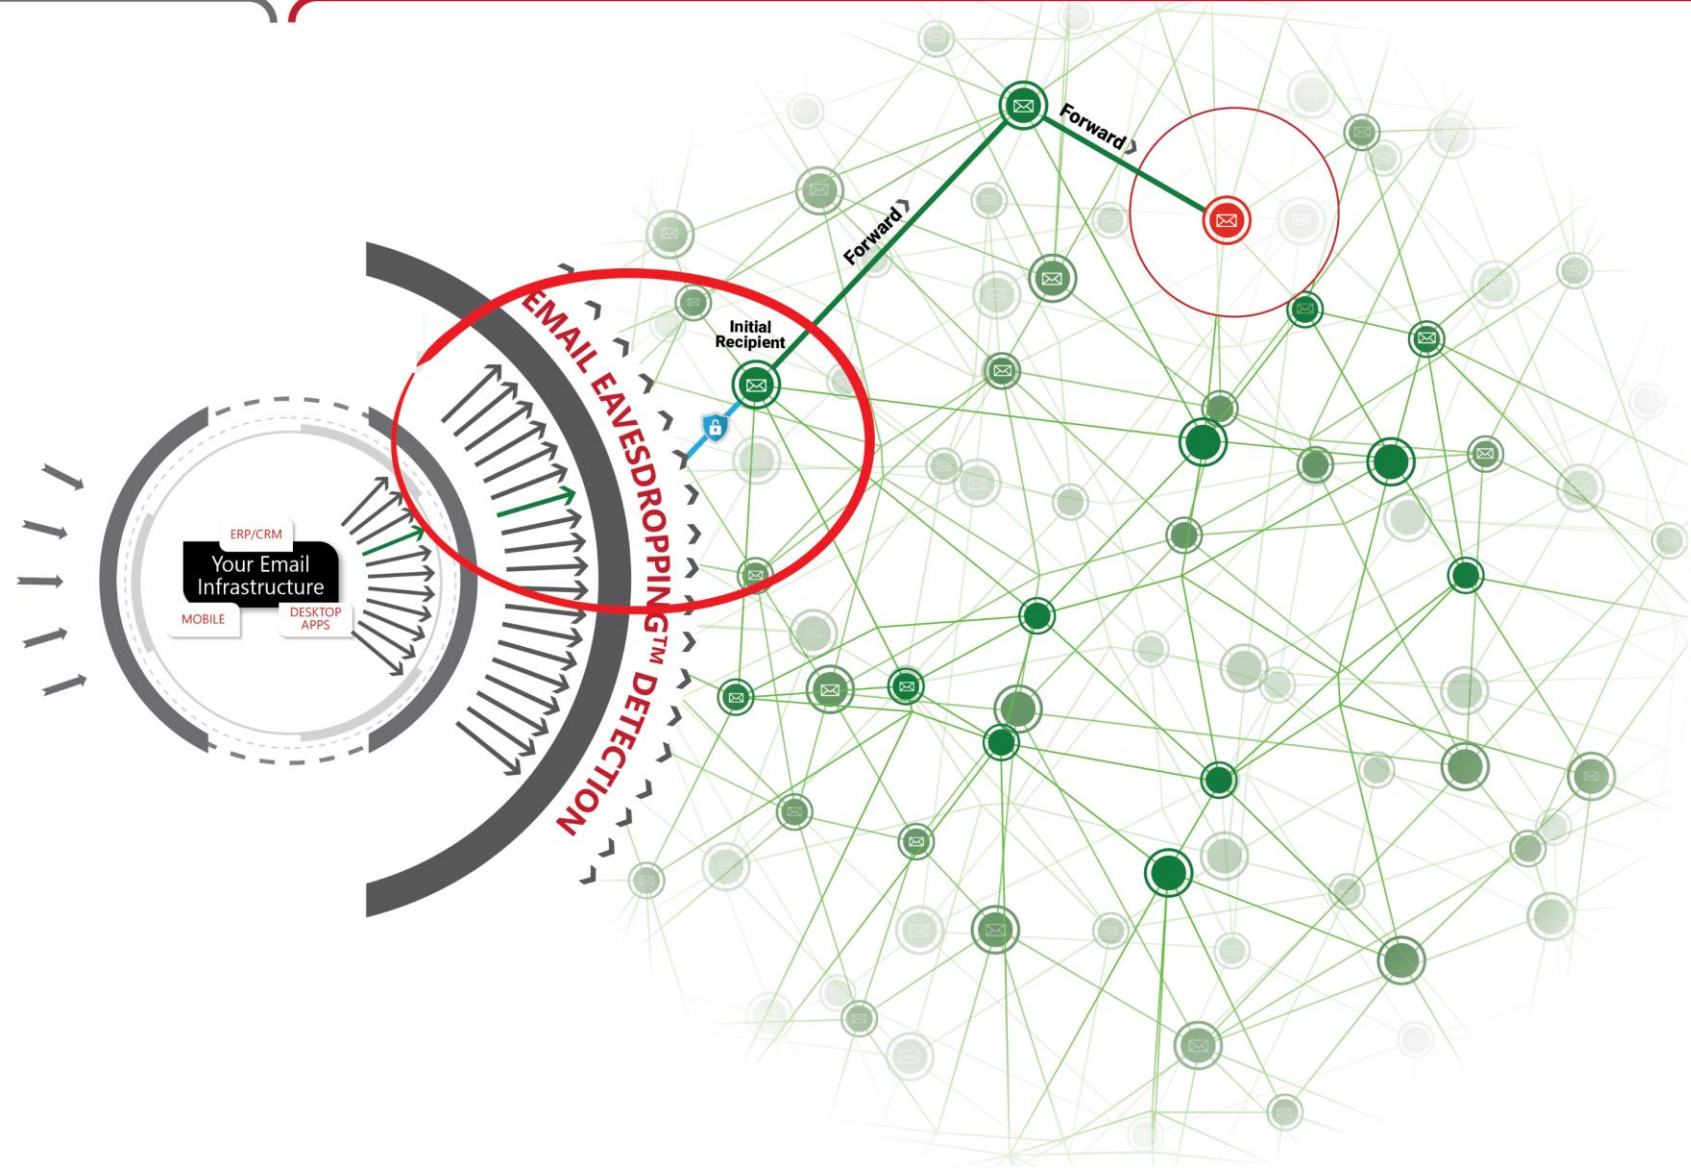 Forward
Forward
Initial
Recipient
EMAIL EAVESDROPPING™ DETECTION
ERP/CRM
Your Email
Infrastructure
MOBILE
DESKTOP
APPS